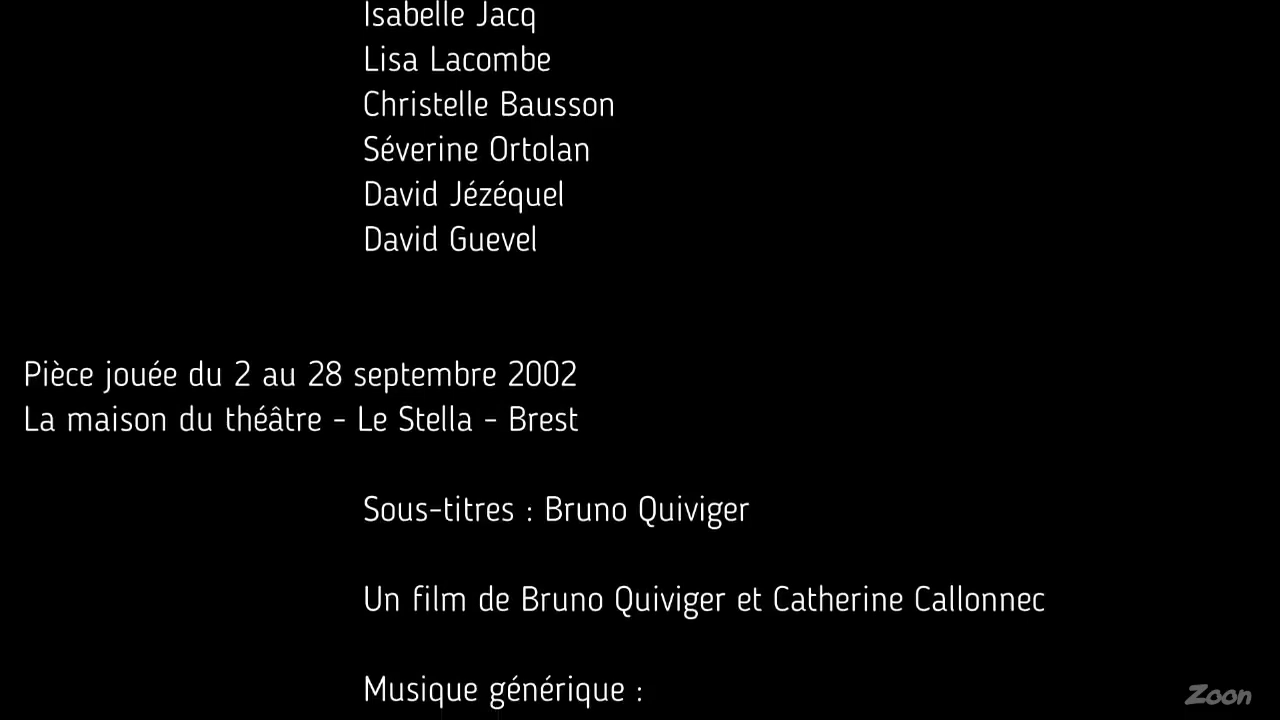 Isabelle Jacq
Lisa Lacombe
Christelle Bausson
Séverine Ortolan
David Jézéquel
David Guevel
Pièce jouée du 2 au 28 septembre 2002
La maison du théâtre - Le Stella - Brest
Sous-titres : Bruno Quiviger
Un film de Bruno Quiviger et Catherine Callonnec
Musique générique :
Zoon